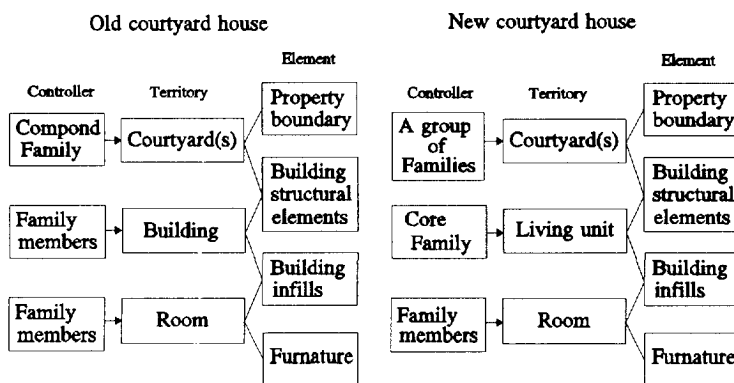 Old courtyard house
Element
Controller
Territory
Compond
Family
Courtyard(s)
Property
boundary
Building
structural
elements
Family
members
Building
Building
infills
Family
members
Room
Furnature
New courtyard house
Element
Controller
Territory
A group
of
Families
Courtyard(s)
Property
boundary
Building
structural
elements
Core
Family
Living unit
Building
infills
Family
members
Room
Furnature